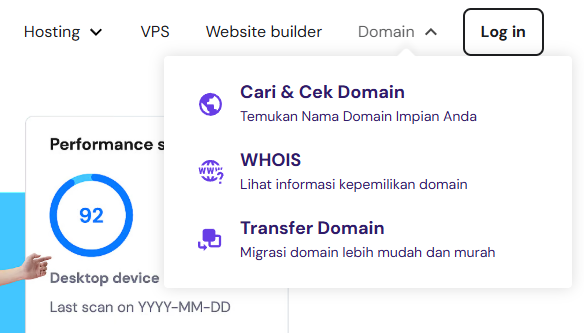 Hosting
VPS
Website builder
Domain
Log in
Cari & Cek Domain
Temukan Nama Domain Impian Anda
WHOIS
Lihat informasi kepemilikan domain
Transfer Domain
Migrasi domain lebih mudah dan murah
Performance s
92
Desktop device
Last scan on YYYY-MM-DD